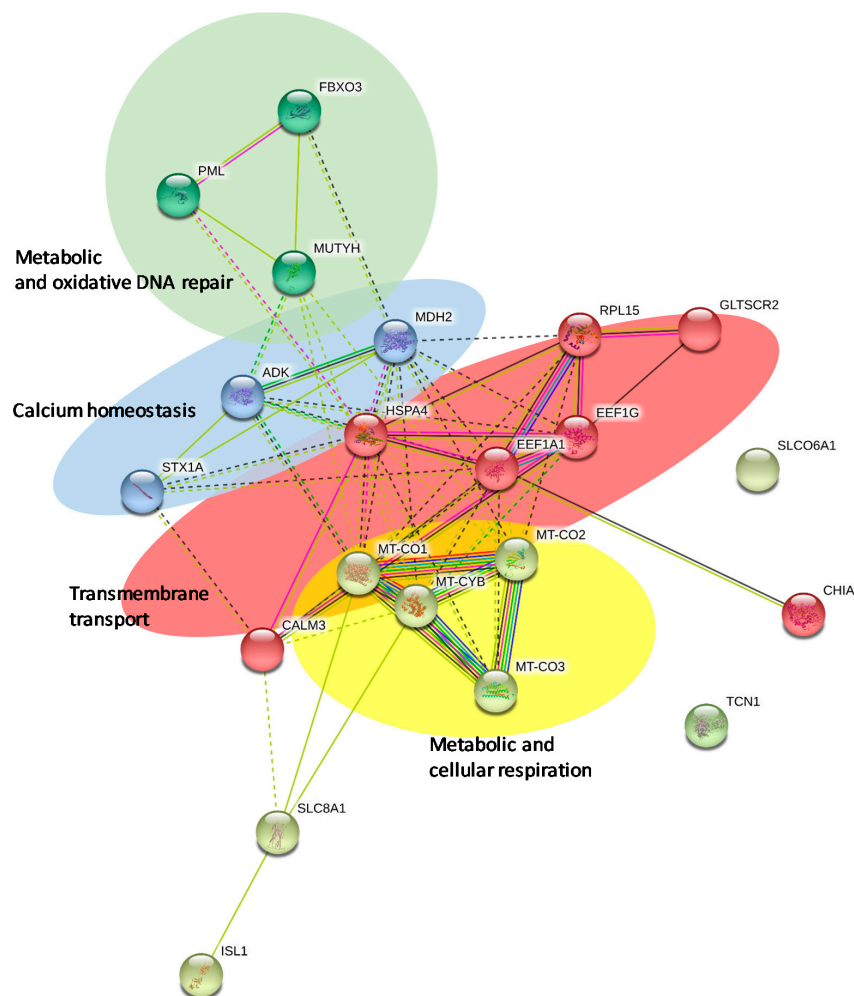 FBXO3
PML
MUTYH
Metabolic
and oxidative DNA repair
MDH2
RPL15
GLTSCR2
ADK
Calcium homeostasis
HSPA4
EEF1G
EEF1A1
STX1A
SLCO6A1
MT-CO1
MT-CO2
MT-CYB
Transmembrane
transport
CHIA
CALM3
MT-CO3
TCN1
Metabolic and
cellular respiration
SLC8A1
ISL1